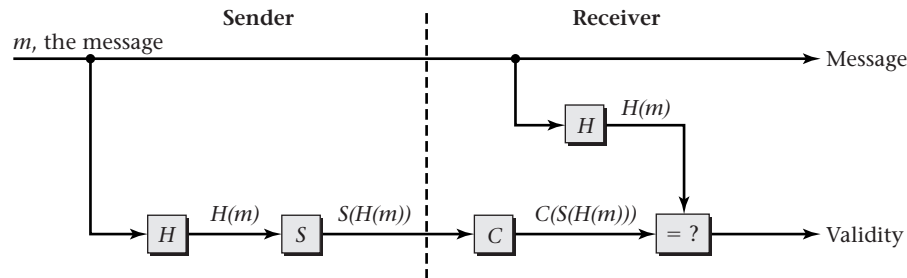 Sender
Receiver
m, the message
Message
H(m)
H
H(m)
S(H(m))
C(S(H(m)))
H
S
C
= ?
Validity